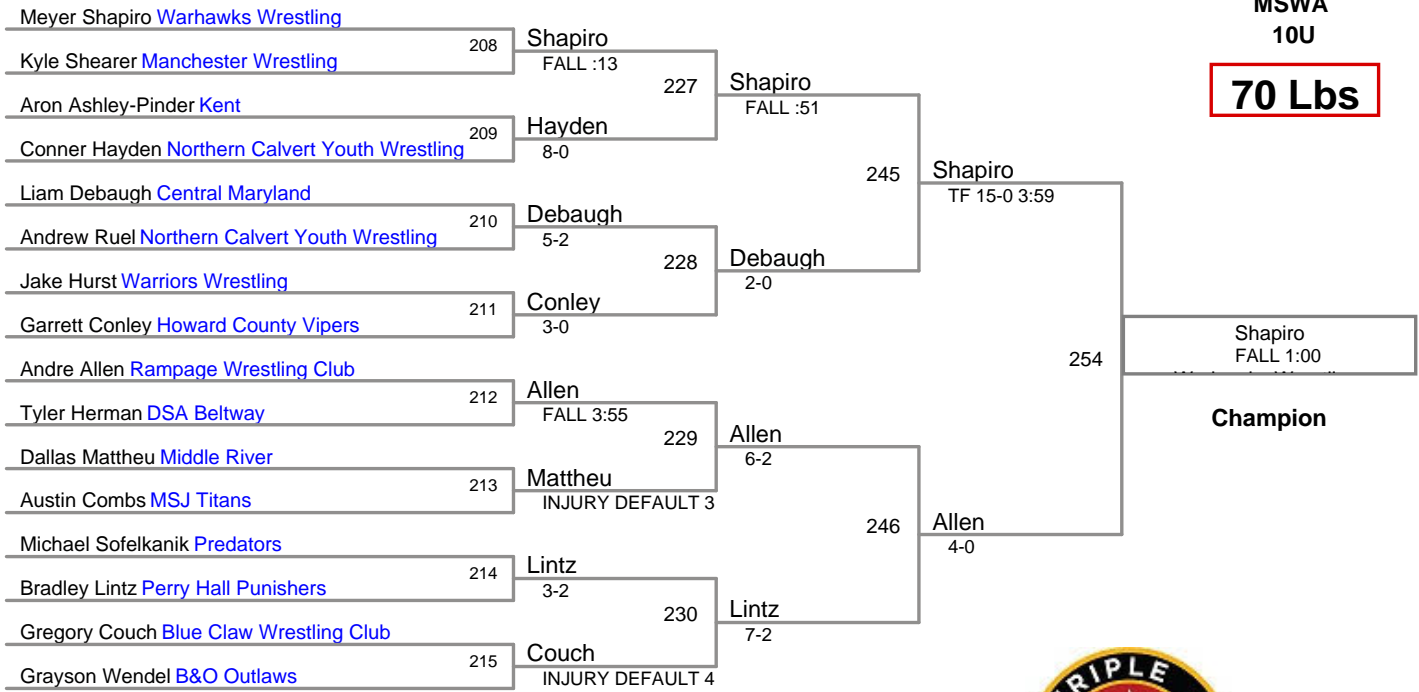 Meyer Shapiro Warhawks Wrestling
Kyle Shearer Manchester Wrestling
Aron Ashley-Pinder Kent
Conner Hayden Northern Calvert Youth Wrestling
Liam Debaugh Central Maryland
Andrew Ruel Northern Calvert Youth Wrestling
Jake Hurst Warriors Wrestling
Garrett Conley Howard County Vipers
Andre Allen Rampage Wrestling Club
Tyler Herman DSA Beltway
Dallas Mattheu Middle River
Austin Combs MSJ Titans
Michael Sofelkanik Predators
Bradley Lintz Perry Hall Punishers
Gregory Couch Blue Claw Wrestling Club
Grayson Wendel B&O Outlaws
208
209
210
211
212
213
214
215
Shapiro
FALL :13
Hayden
8-0
Debaugh
5-2
Conley
3-0
Allen
FALL 3:55
Mattheu
INJURY DEFAULT 3
Lintz
3-2
Couch
INJURY DEFAULT 4
227
228
229
230
Shapiro
FALL :51
Debaugh
2-0
Allen
6-2
Lintz
7-2
245
246
Shapiro
TF 15-0 3:59
Allen
4-0
254
MSWA
10U
70 Lbs
Shapiro
FALL 1:00
Champion
RIPLE